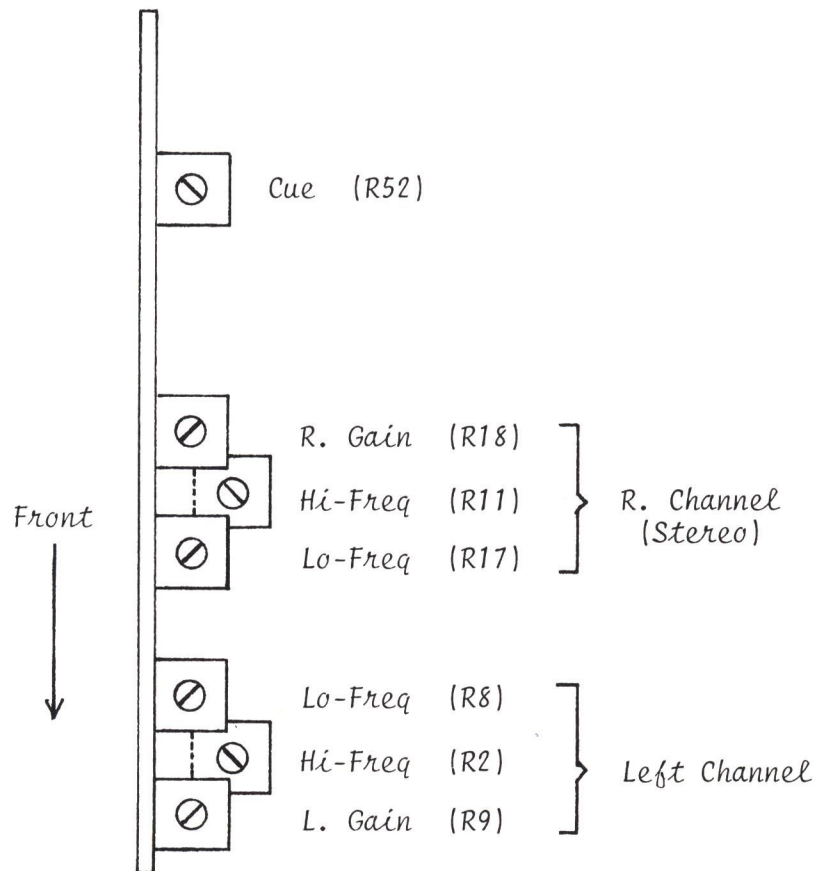 Cue (R52)
R. Gain (R18)
Hi-Freq (R11)
Lo-Freq (R17)
R. Channel
(Stereo)
Front
Lo-Freq (R8)
Hi-Freq (R2)
L. Gain (R9)
Left Channel